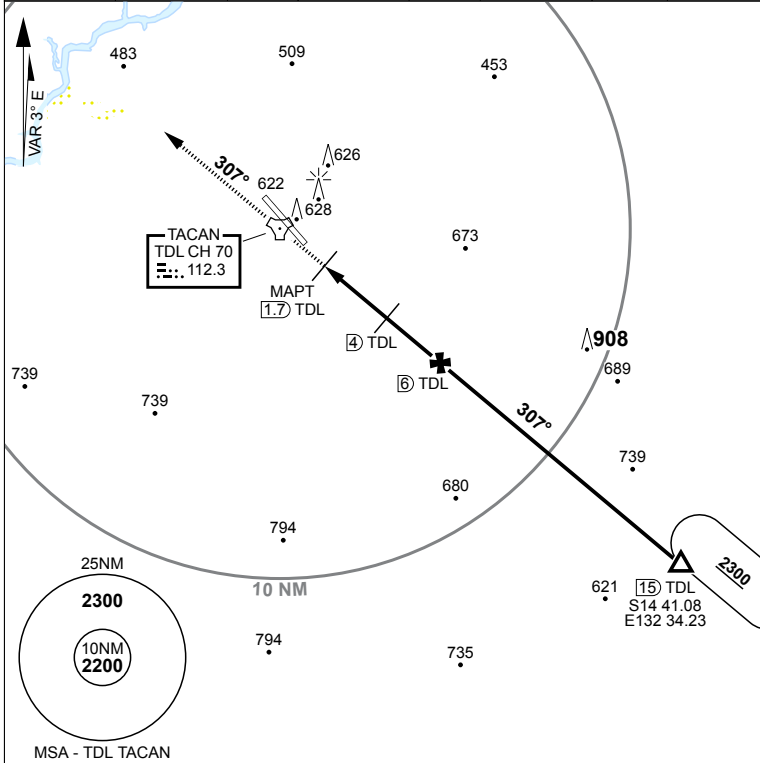 483
509
453
VAR 3° E
307°
626
622
628
TACAN
TDL CH 70
112.3
673
MAPT
1.7 TDL
4 TDL
908
6 TDL
689
739
739
307°
739
680
794
2300
25NM
2300
10 NM
15 TDL
S14 41.08
E132 34.23
621
10NM
2200
794
735
MSA - TDL TACAN